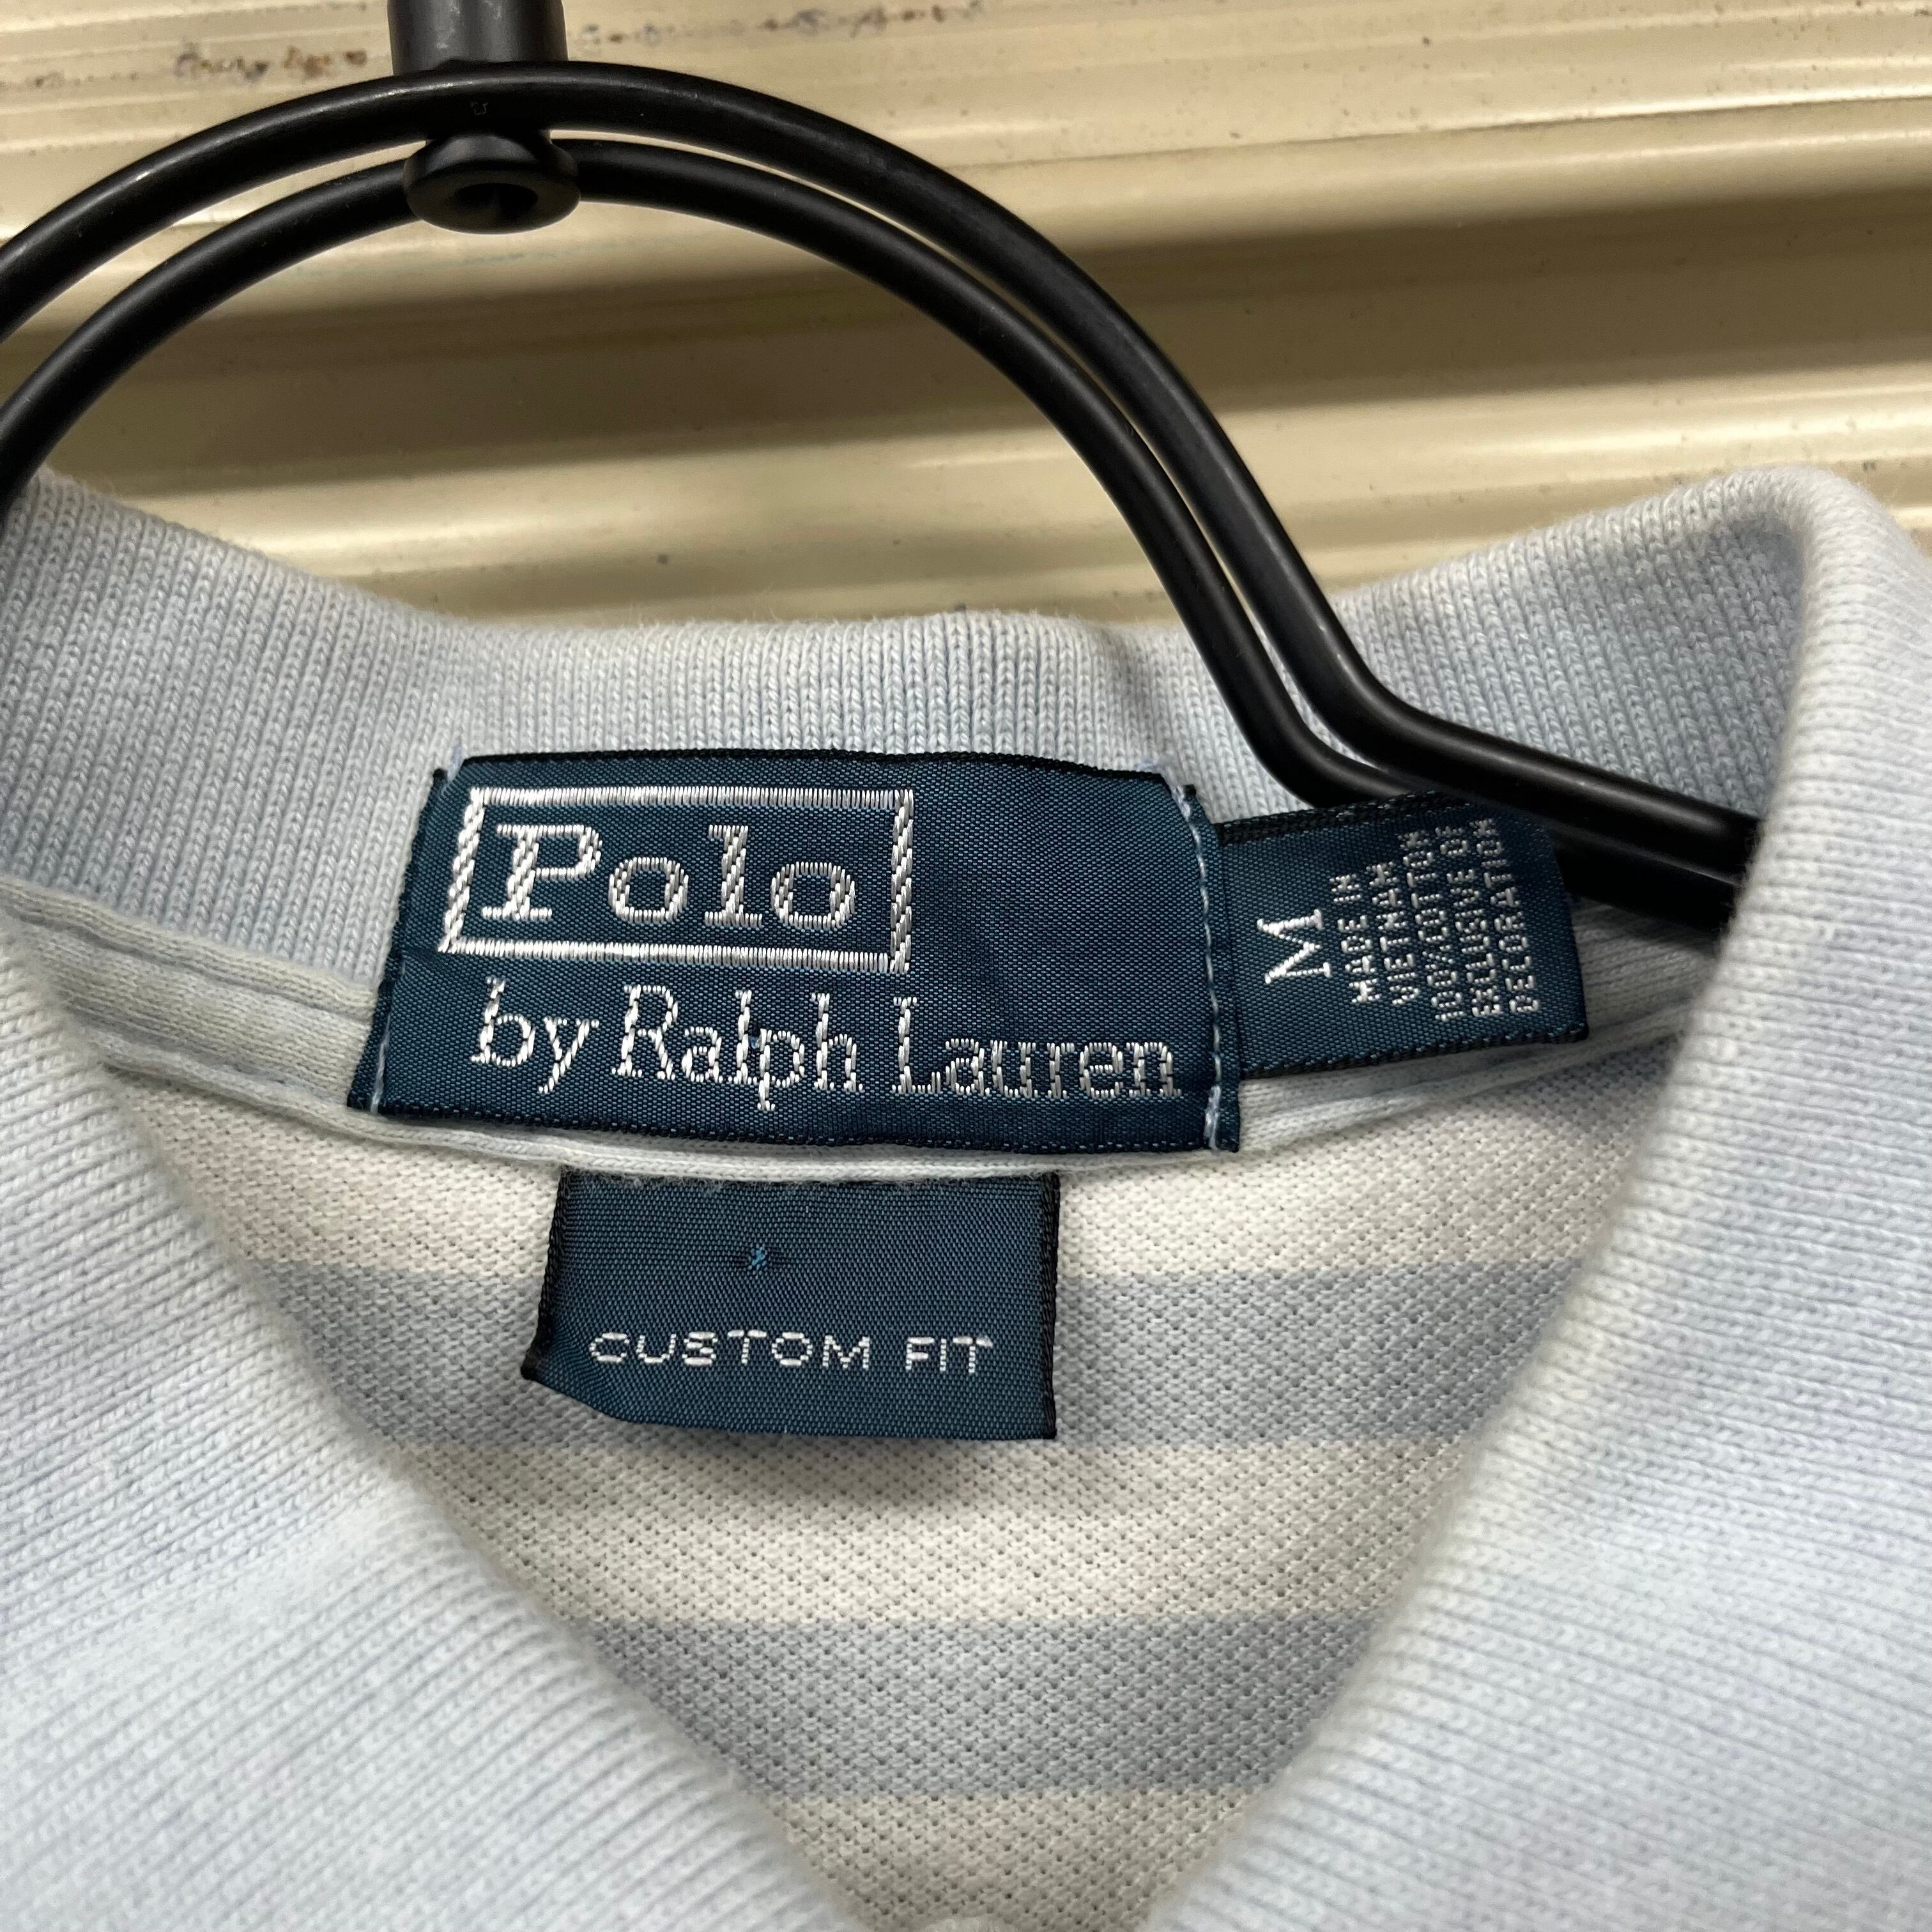 Polo
by Ralph Lauren
M
MADE IN
VIETNAM
100% COTTON
EXCLUSIVE OF
DECORATION
CUSTOM FIT